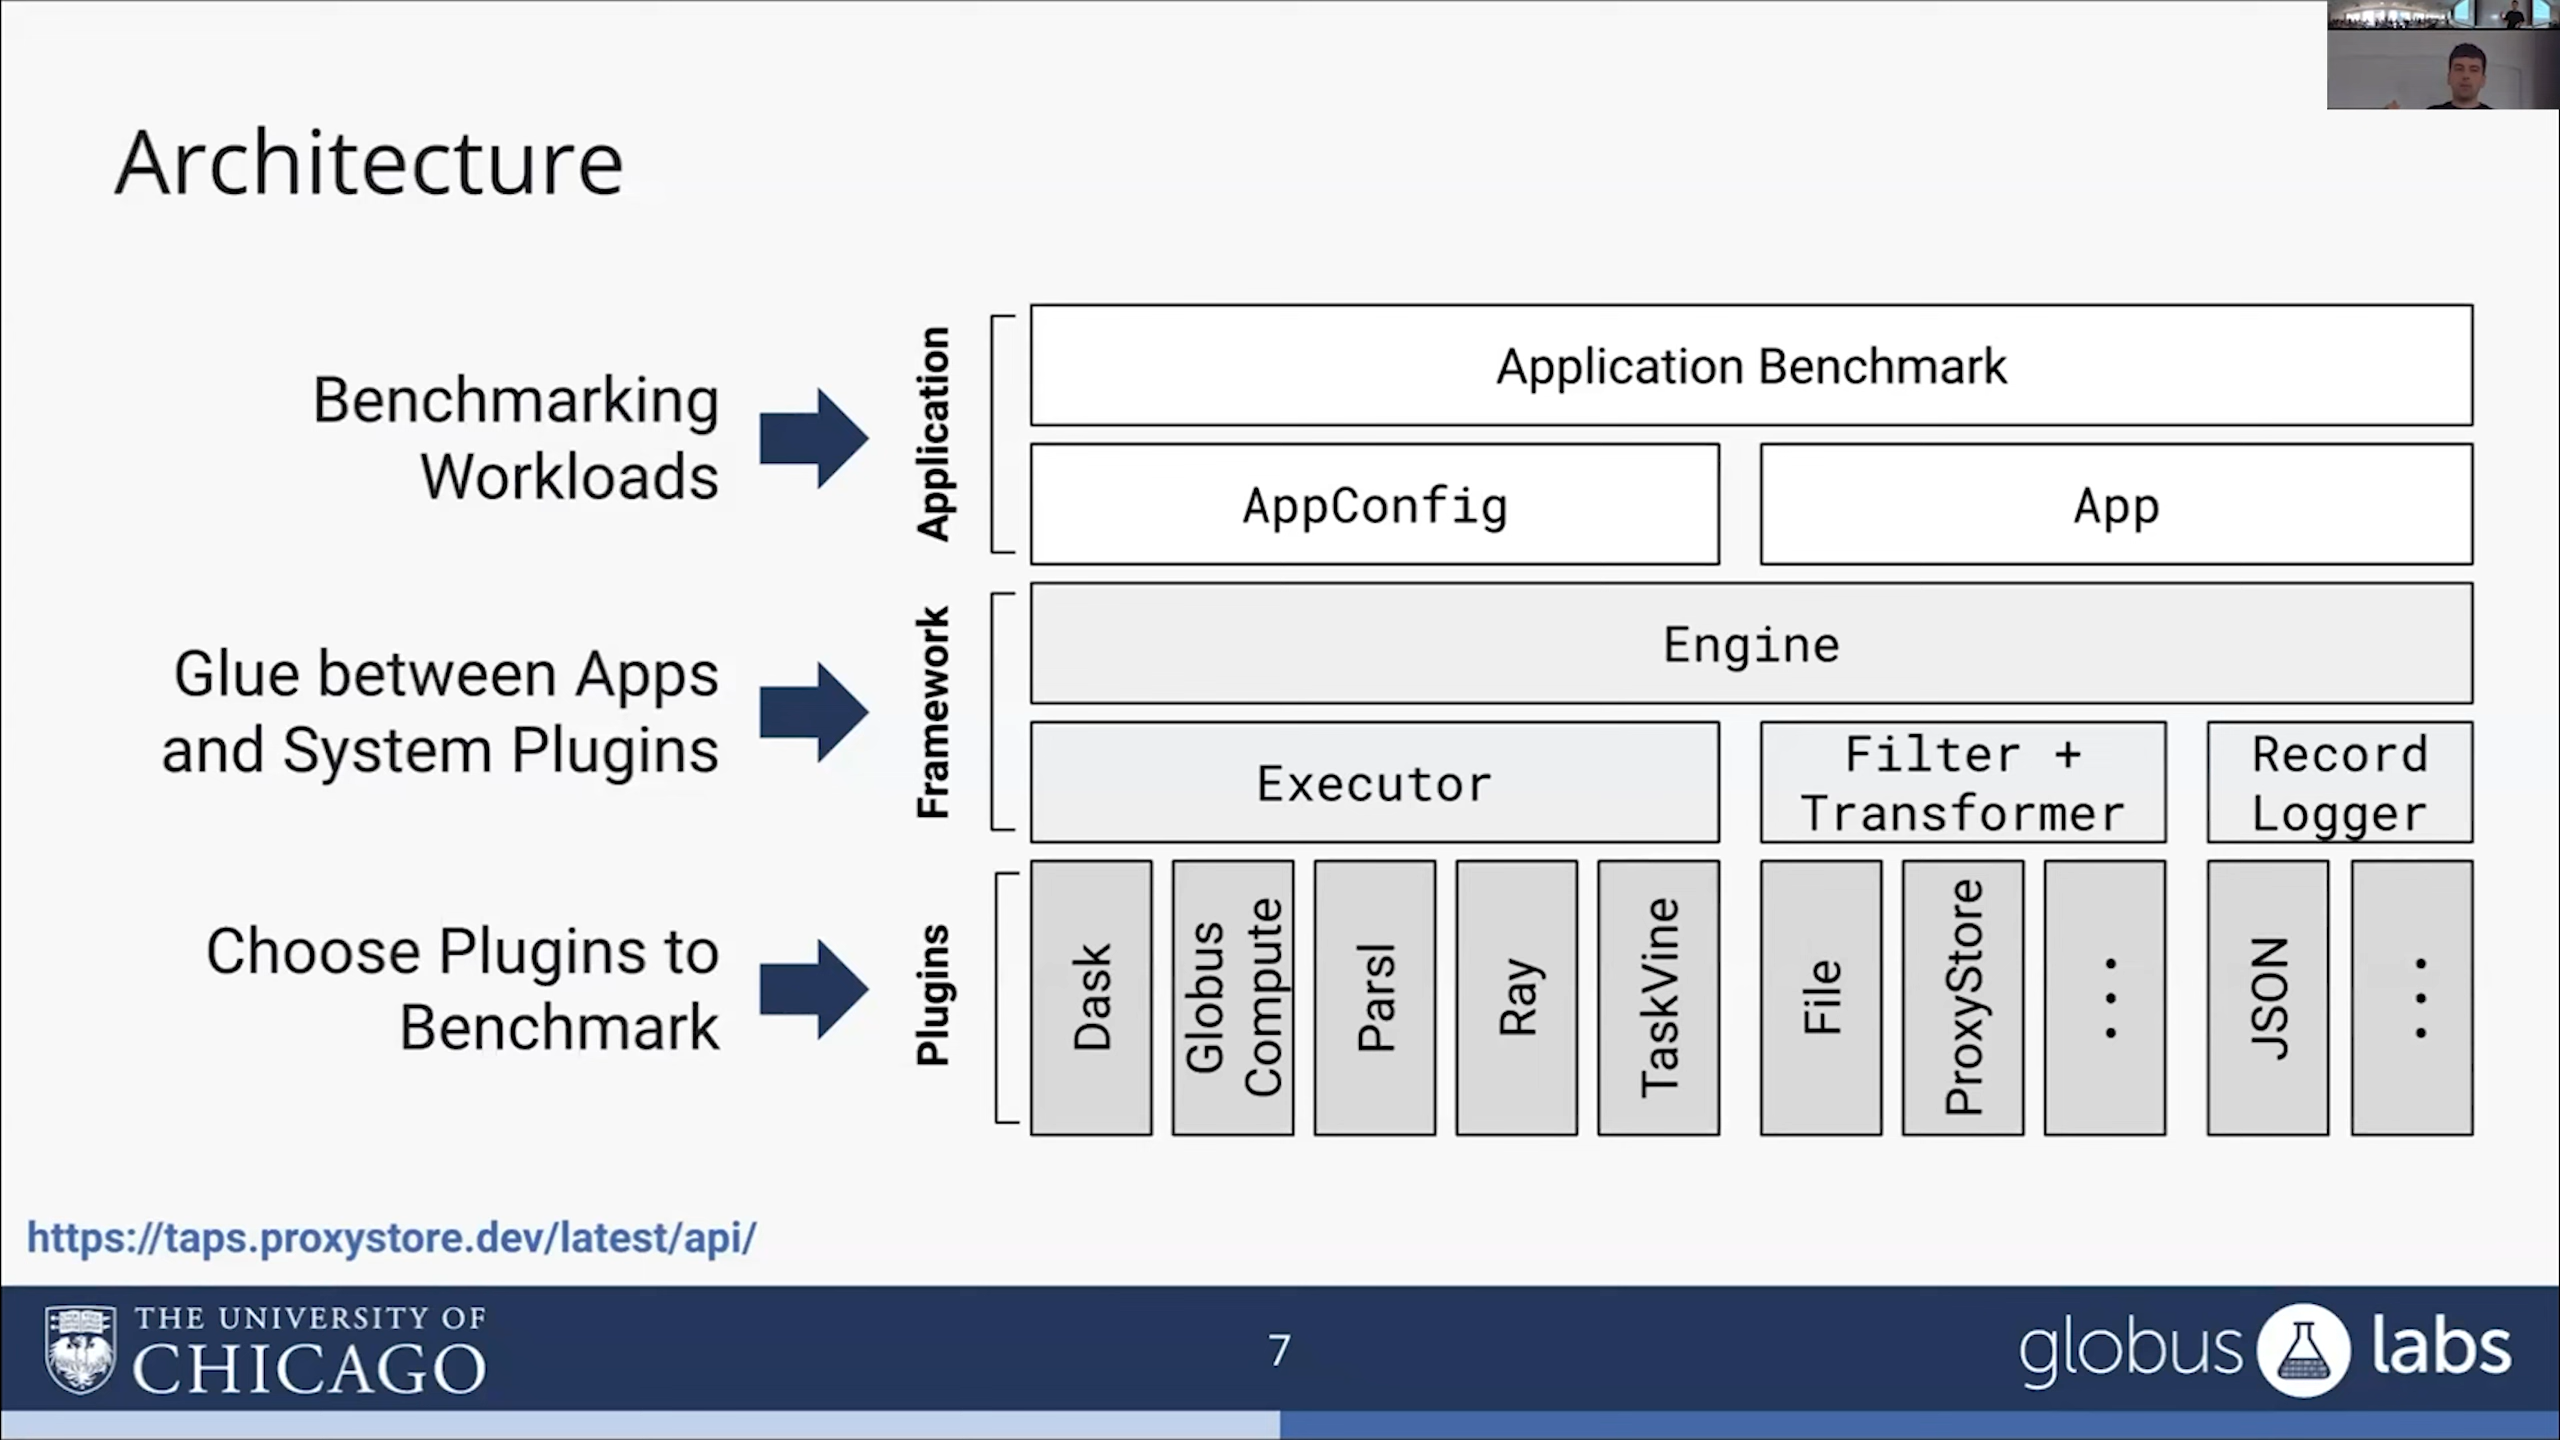 Architecture
Benchmarking
Workloads
Application
Application Benchmark
AppConfig
App
Glue between Apps
and System Plugins
Framework
Engine
Executor
Filter +
Transformer
Record
Logger
Choose Plugins to
Benchmark
Plugins
Dask
Globus
Compute
Parsl
Ray
TaskVine
File
ProxyStore
...
JSON
...
https://taps.proxystore.dev/latest/api/
THE UNIVERSITY OF
CHICAGO
7
globus labs